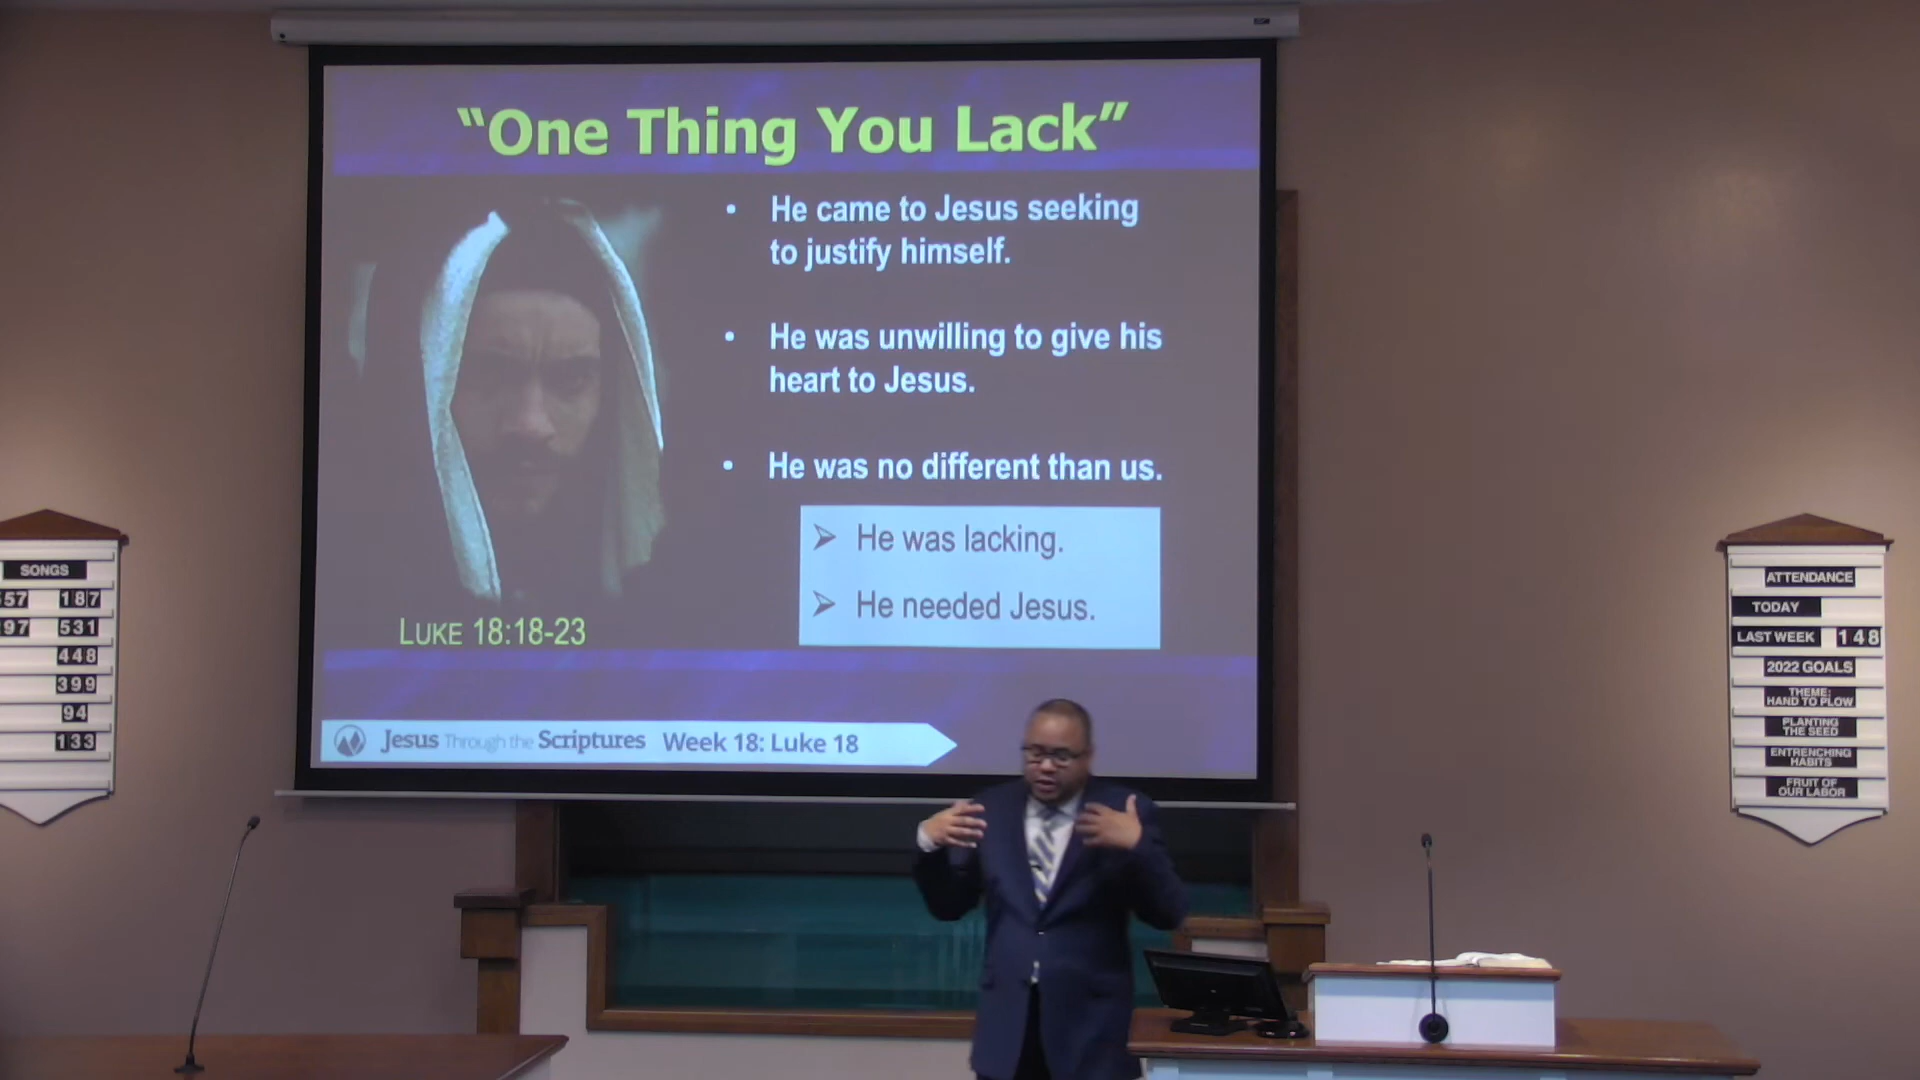 “One Thing You Lack”
• He came to Jesus seeking
to justify himself.
• He was unwilling to give his
heart to Jesus.
• He was no different than us.
➢ He was lacking.
➢ He needed Jesus.
LUKE 18:18-23
Jesus Through the Scriptures Week 18: Luke 18
SONGS
57 187
97 531
448
399
94
133
ATTENDANCE
TODAY
LAST WEEK 148
2022 GOALS
THEME:
HAND TO PLOW
PLANTING
THE SEED
ENTRENCHING
HABITS
FRUIT OF
OUR LABOR